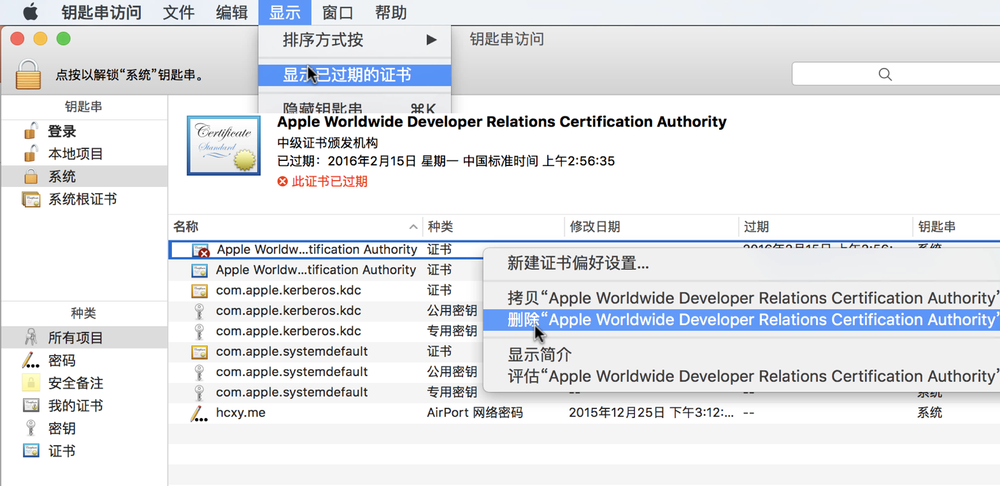 钥匙串访问 文件 编辑 显示 窗口 帮助
排序方式按
钥匙串访问
点按以解锁“系统”钥匙串。
显示已过期的证书
隐藏钥匙串 ⌘K
钥匙串
登录
本地项目
系统
系统根证书
Certificate
Standard
Apple Worldwide Developer Relations Certification Authority
中级证书颁发机构
已过期：2016年2月15日 星期一 中国标准时间 上午2:56:35
此证书已过期
名称 种类 修改日期 过期 钥匙串
Apple Worldw...tification Authority 证书 2016年2月15日 上午2:56: 系统
Apple Worldw...tification Authority 证书
com.apple.kerberos.kdc 证书
com.apple.kerberos.kdc 公用密钥
com.apple.kerberos.kdc 专用密钥
com.apple.systemdefault 证书
com.apple.systemdefault 公用密钥
com.apple.systemdefault 专用密钥 -- -- 系统
hcxy.me AirPort 网络密码 2015年12月25日 下午3:12:... -- 系统
新建证书偏好设置...
拷贝“Apple Worldwide Developer Relations Certification Authority”
删除“Apple Worldwide Developer Relations Certification Authority”
显示简介
评估“Apple Worldwide Developer Relations Certification Authority”
种类
所有项目
密码
安全备注
我的证书
密钥
证书